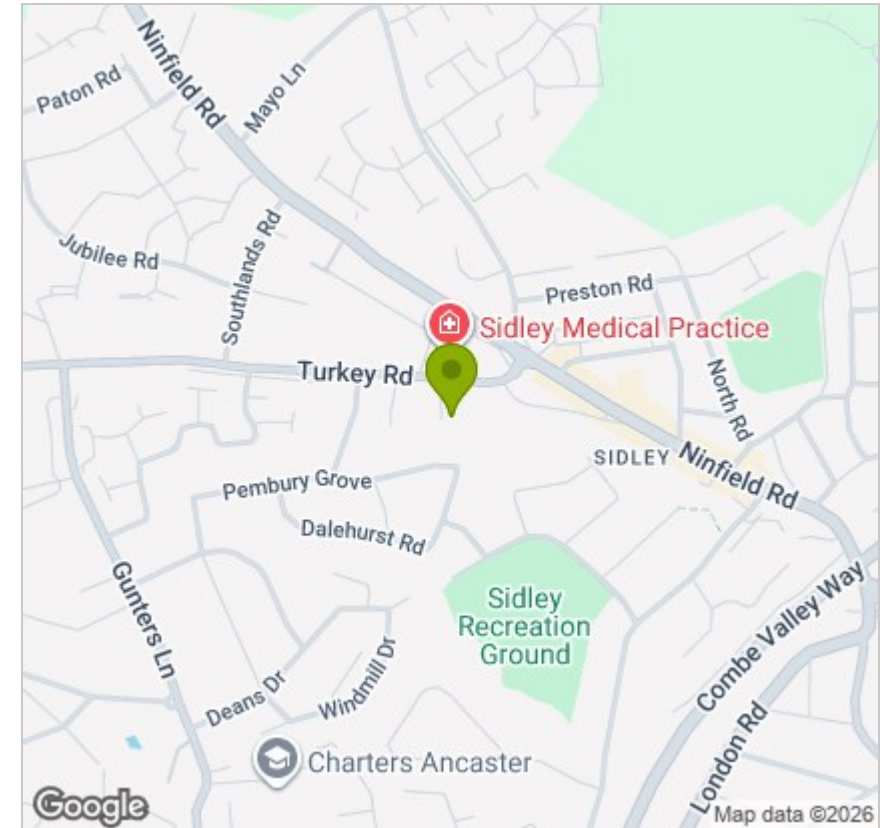 Ninfield Rd
Mayo Ln
Paton Rd
Jubilee Rd
Southlands Rd
Preston Rd
Sidley Medical Practice
Turkey Rd
North Rd
SIDLEY
Ninfield Rd
Pembury Grove
Dalehurst Rd
Gunters Ln
Sidley
Recreation
Ground
Combe Valley Way
Deans Dr
Windmill Dr
London Rd
Charters Ancaster
Google
Map data ©2026